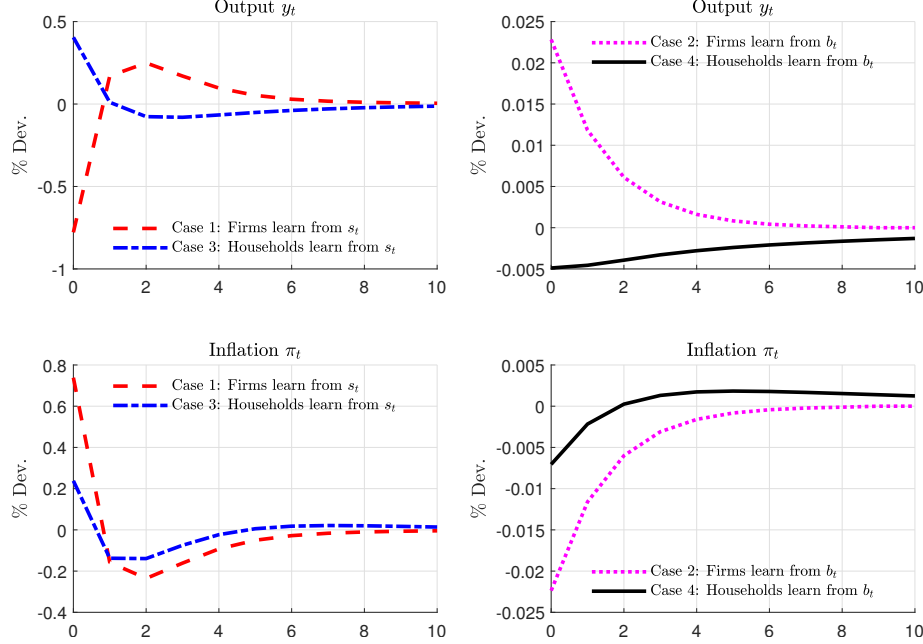 Output y_t
0.5
0
-0.5
-1
% Dev.
Case 1: Firms learn from s_t
Case 3: Households learn from s_t
0 2 4 6 8 10
Output y_t
0.025
0.02
0.015
0.01
0.005
0
-0.005
% Dev.
Case 2: Firms learn from b_t
Case 4: Households learn from b_t
0 2 4 6 8 10
Inflation π_t
0.8
0.6
0.4
0.2
0
-0.2
-0.4
% Dev.
Case 1: Firms learn from s_t
Case 3: Households learn from s_t
0 2 4 6 8 10
Inflation π_t
0.005
0
-0.005
-0.01
-0.015
-0.02
-0.025
% Dev.
Case 2: Firms learn from b_t
Case 4: Households learn from b_t
0 2 4 6 8 10